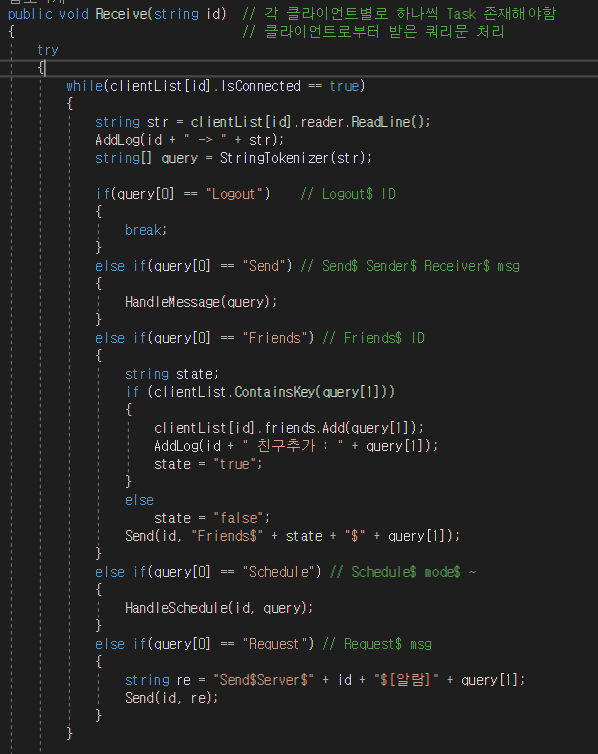 public void Receive(string id)  // 각 클라이언트별로 하나씩 Task 존재해야함
{                               // 클라이언트로부터 받은 쿼리문 처리
    try
    {
        while(clientList[id].IsConnected == true)
        {
            string str = clientList[id].reader.ReadLine();
            AddLog(id + " -> " + str);
            string[] query = StringTokenizer(str);

            if(query[0] == "Logout")    // Logout$ ID
            {
                break;
            }
            else if(query[0] == "Send") // Send$ Sender$ Receiver$ msg
            {
                HandleMessage(query);
            }
            else if(query[0] == "Friends") // Friends$ ID
            {
                string state;
                if (clientList.ContainsKey(query[1]))
                {
                    clientList[id].friends.Add(query[1]);
                    AddLog(id + " 친구추가 : " + query[1]);
                    state = "true";
                }
                else
                    state = "false";
                Send(id, "Friends$" + state + "$" + query[1]);
            }
            else if(query[0] == "Schedule") // Schedule$ mode$ ~
            {
                HandleSchedule(id, query);
            }
            else if(query[0] == "Request") // Request$ msg
            {
                string re = "Send$Server$" + id + "$[알람]" + query[1];
                Send(id, re);
            }
        }